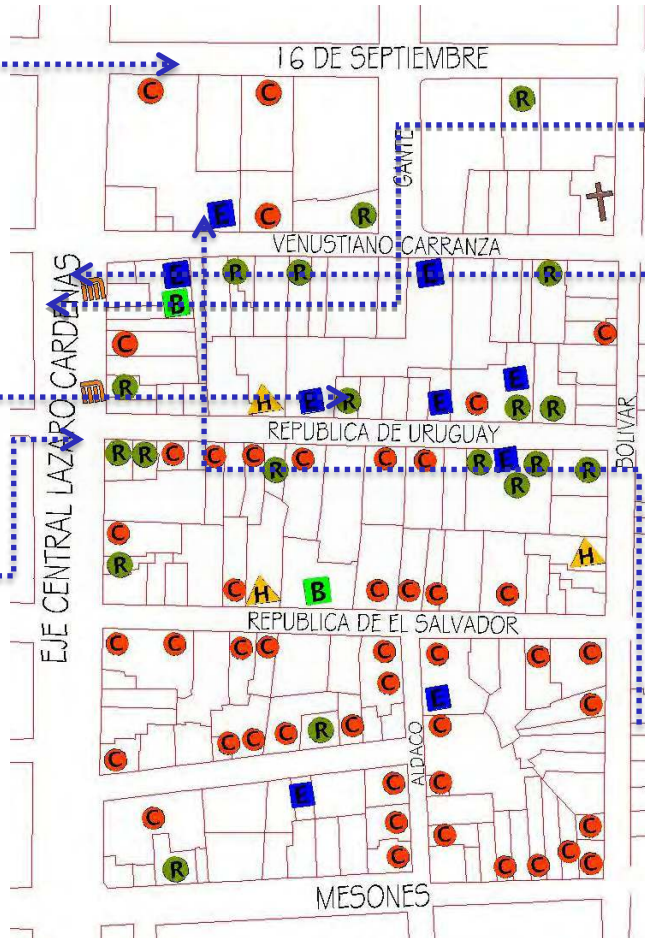 16 DE SEPTIEMBRE
C C R
GANTE
E C R
VENUSTIANO CARRANZA
E R R E R
B
C C
R E
H E R E C R R
REPUBLICA DE URUGUAY
EJE CENTRAL LAZARO CARDENAS
BOLIVAR
R R C C C R C C C R E R R
R
C
R H
C H B C C C C
REPUBLICA DE EL SALVADOR
C C C C C C C C
C E
C C C C R C C
ALDACO
C
E C C
C C C C
R C C C C C
MESONES